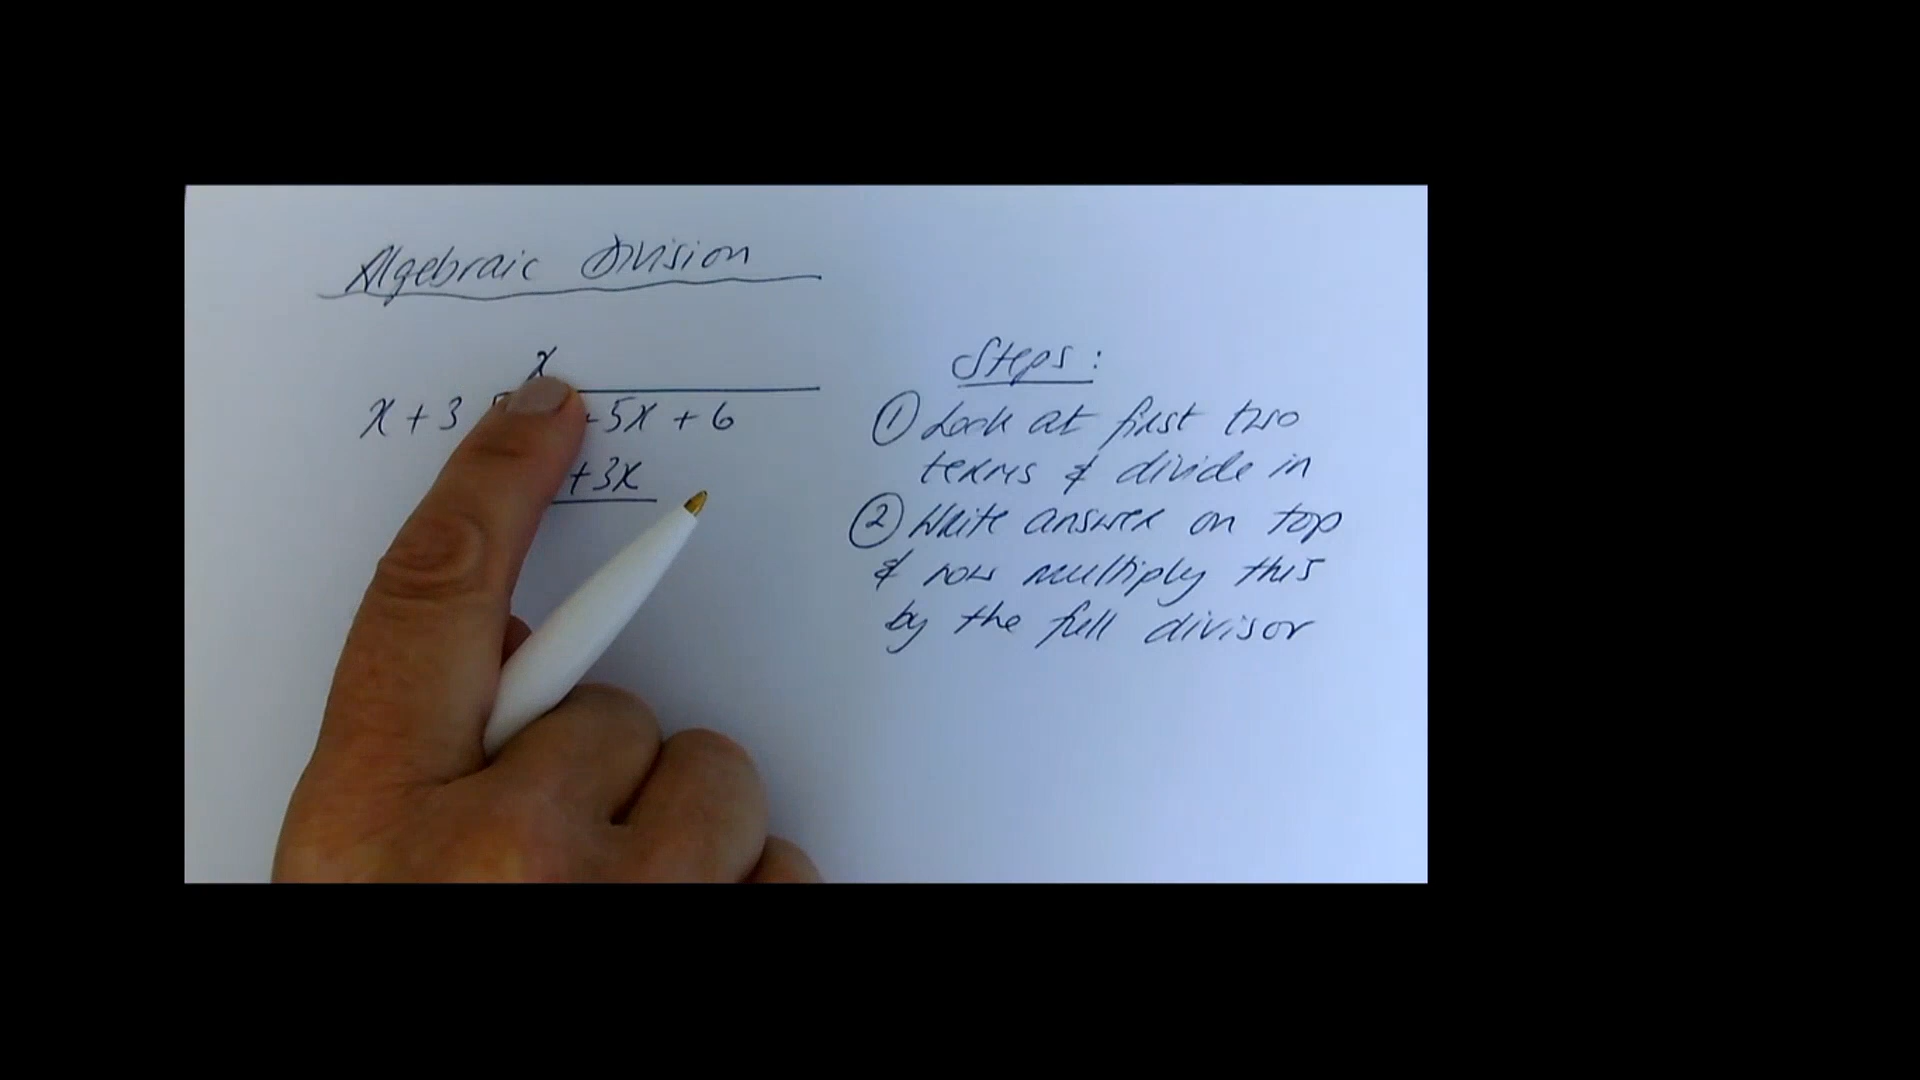 Algebraic Division
x
x + 3 5x + 6
+3x
Steps:
① Look at first two
terms & divide in
② Write answer on top
& now multiply this
by the full divisor